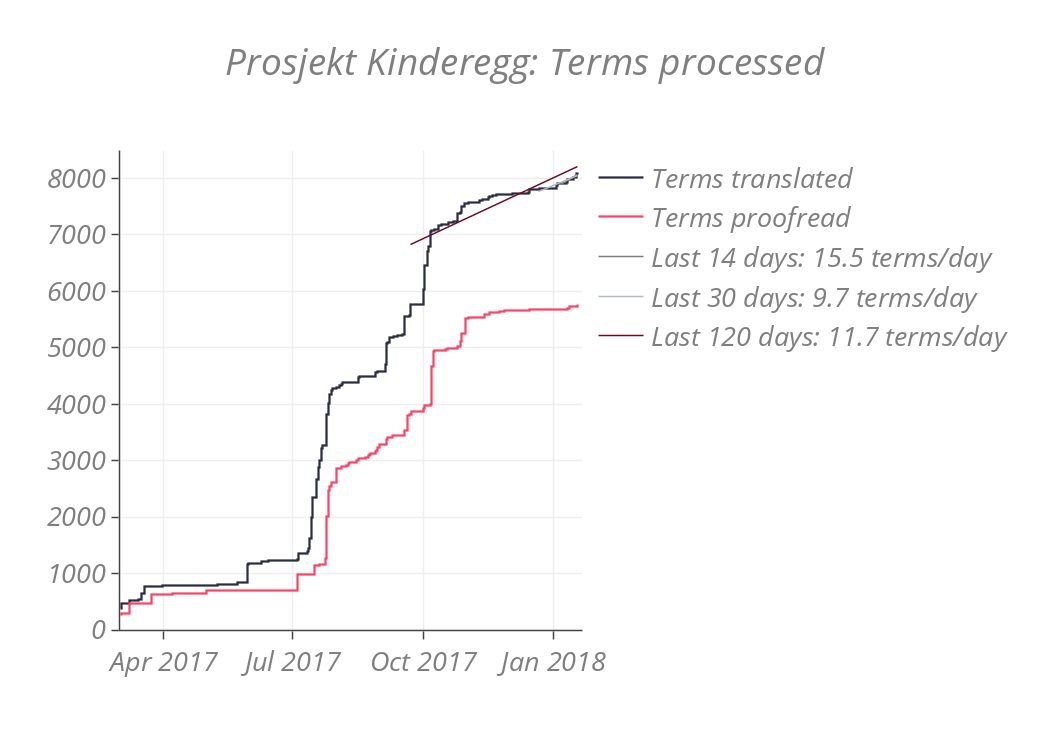 Prosjekt Kinderegg: Terms processed
8000
7000
6000
5000
4000
3000
2000
1000
0
Apr 2017 Jul 2017 Oct 2017 Jan 2018
Terms translated
Terms proofread
Last 14 days: 15.5 terms/day
Last 30 days: 9.7 terms/day
Last 120 days: 11.7 terms/day